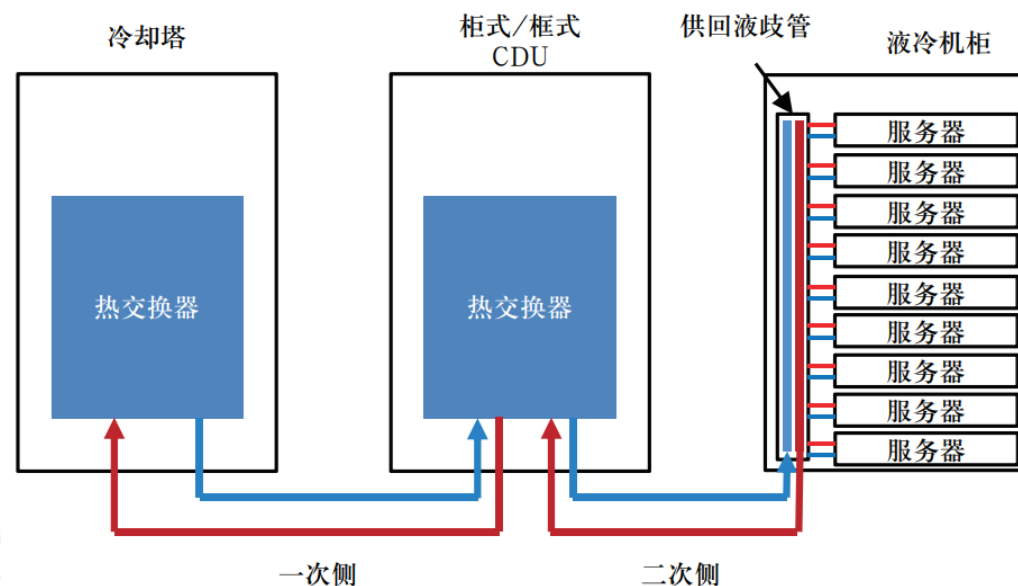 冷却塔
柜式/框式
CDU
供回液歧管
液冷机柜
热交换器
热交换器
服务器
服务器
服务器
服务器
服务器
服务器
服务器
服务器
服务器
一次侧
二次侧